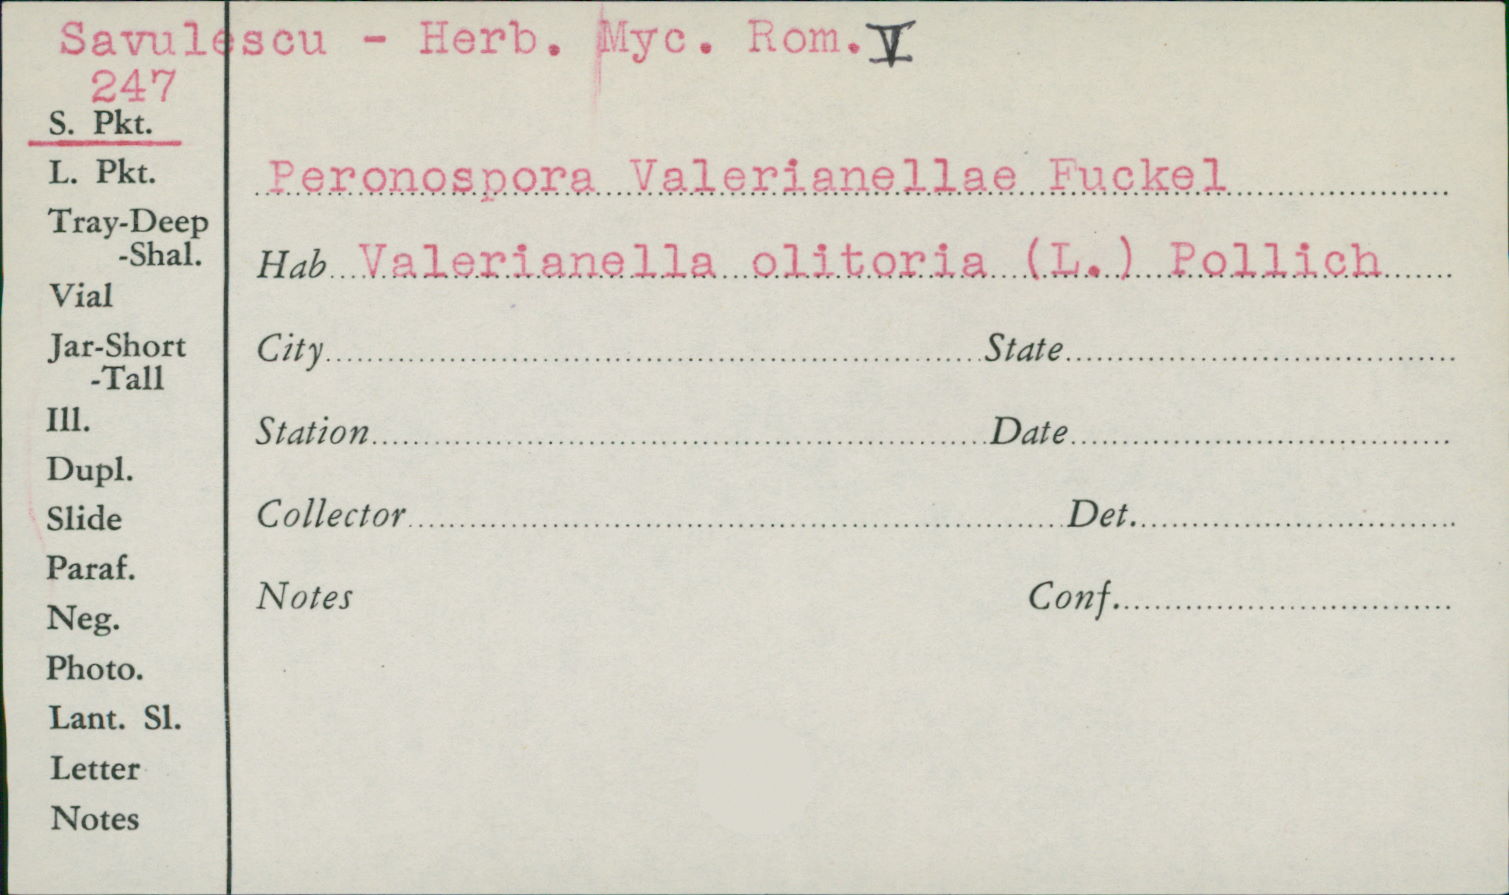 Savulescu - Herb. Myc. Rom. V
247
S. Pkt.
L. Pkt.
Tray-Deep
-Shal.
Vial
Jar-Short
-Tall
Ill.
Dupl.
Slide
Paraf.
Neg.
Photo.
Lant. Sl.
Letter
Notes
Peronospora Valerianellae Fuckel
Hab Valerianella olitoria (L.) Pollich
City State
Station Date
Collector Det.
Notes Conf.